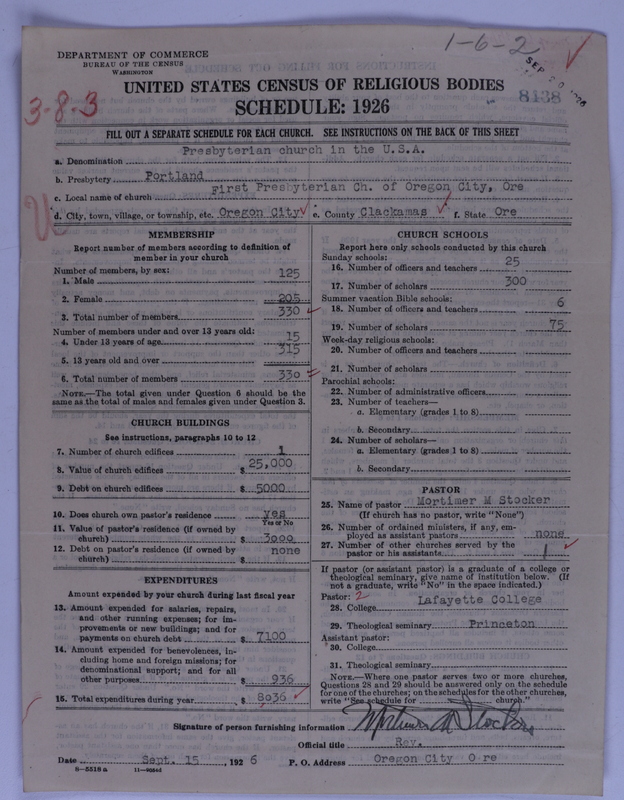 1-6-2
DEPARTMENT OF COMMERCE
BUREAU OF THE CENSUS
WASHINGTON
SEP 20 1926
8138
UNITED STATES CENSUS OF RELIGIOUS BODIES
3-8-3
SCHEDULE: 1926
FILL OUT A SEPARATE SCHEDULE FOR EACH CHURCH. SEE INSTRUCTIONS ON THE BACK OF THIS SHEET
a. Denomination Presbyterian church in the U.S.A.
b. Presbytery Portland
c. Local name of church First Presbyterian Ch. of Oregon City, Ore
d. City, town, village, or township, etc. Oregon City e. County Clackamas f. State Ore
MEMBERSHIP
Report number of members according to definition of
member in your church
Number of members, by sex:
1. Male 125
2. Female 205
3. Total number of members 330
Number of members under and over 13 years old:
4. Under 13 years of age 15
5. 13 years old and over 315
6. Total number of members 330
NOTE.—The total given under Question 6 should be
same as the total of males and females given under Question 3.
CHURCH BUILDINGS
See instructions, paragraphs 10 to 12
7. Number of church edifices 1
8. Value of church edifices $ 25,000
9. Debt on church edifices $ 5000
10. Does church own pastor's residence yes
Yes or No
11. Value of pastor's residence (if owned by
church) $ 3000
12. Debt on pastor's residence (if owned by none
church) $
EXPENDITURES
Amount expended by your church during last fiscal year
13. Amount expended for salaries, repairs,
and other running expenses; for im-
provements or new buildings; and for
payments on church debt $ 7100
14. Amount expended for benevolences, in-
cluding home and foreign missions; for
denominational support; and for all
other purposes $ 936
15. Total expenditures during year $ 8036
CHURCH SCHOOLS
Report here only schools conducted by this church
Sunday schools:
16. Number of officers and teachers 25
17. Number of scholars 300
Summer vacation Bible schools:
18. Number of officers and teachers 6
19. Number of scholars 75
Week-day religious schools:
20. Number of officers and teachers
21. Number of scholars
Parochial schools:
22. Number of administrative officers
23. Number of teachers—
a. Elementary (grades 1 to 8)
b. Secondary
24. Number of scholars—
a. Elementary (grades 1 to 8)
b. Secondary
PASTOR
25. Name of pastor Mortimer M Stocker
(If church has no pastor, write "None")
26. Number of ordained ministers, if any, em-
ployed as assistant pastors none
27. Number of other churches served by the
pastor or his assistants 1
If pastor (or assistant pastor) is a graduate of a college or
theological seminary, give name of institution below. (If
not a graduate, write "No" in the space indicated.)
Pastor: 2
28. College Lafayette College
29. Theological seminary Princeton
Assistant pastor:
30. College
31. Theological seminary
NOTE.—Where one pastor serves two or more churches,
Questions 28 and 29 should be answered only on the schedule
for one of the churches; on the schedules for the other churches,
write "See schedule for church."
Signature of person furnishing information Mortimer M Stocker
Official title Rev.
Date Sept. 15, 1926 P. O. Address Oregon City Ore
8-5518a